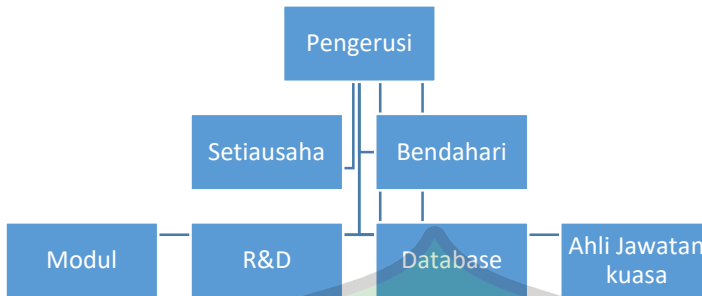 Pengerusi
Setiausaha
Bendahari
Modul
R&D
Database
Ahli Jawatan
kuasa